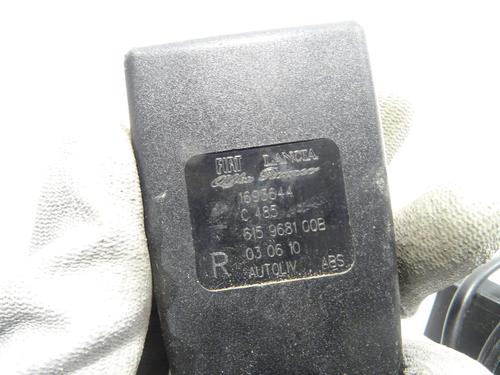 FIAT LANCIA
Alfa Romeo
1693644
C 485
615 9681 00B
R 03 06 10
AUTOLIV ABS